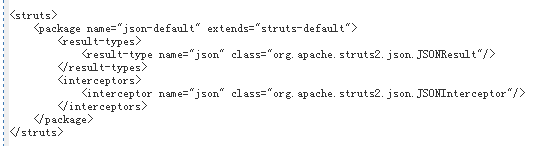 <struts>
<package name="json-default" extends="struts-default">
<result-types>
<result-type name="json" class="org.apache.struts2.json.JSONResult"/>
</result-types>
<interceptors>
<interceptor name="json" class="org.apache.struts2.json.JSONInterceptor"/>
</interceptors>
</package>
</struts>